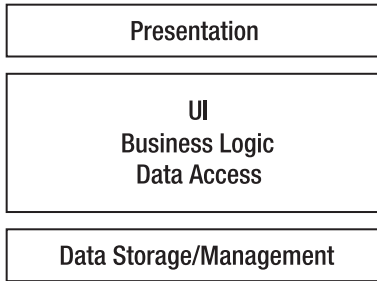 Presentation
UI
Business Logic
Data Access
Data Storage/Management